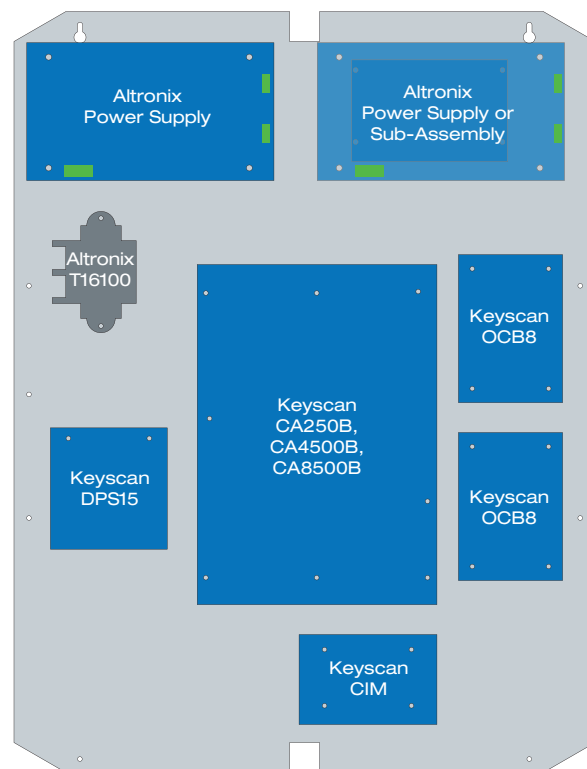 Altronix
Power Supply
Altronix
Power Supply or
Sub-Assembly
Altronix
T16100
Keyscan
OCB8
Keyscan
CA250B,
CA4500B,
CA8500B
Keyscan
DPS15
Keyscan
OCB8
Keyscan
CIM